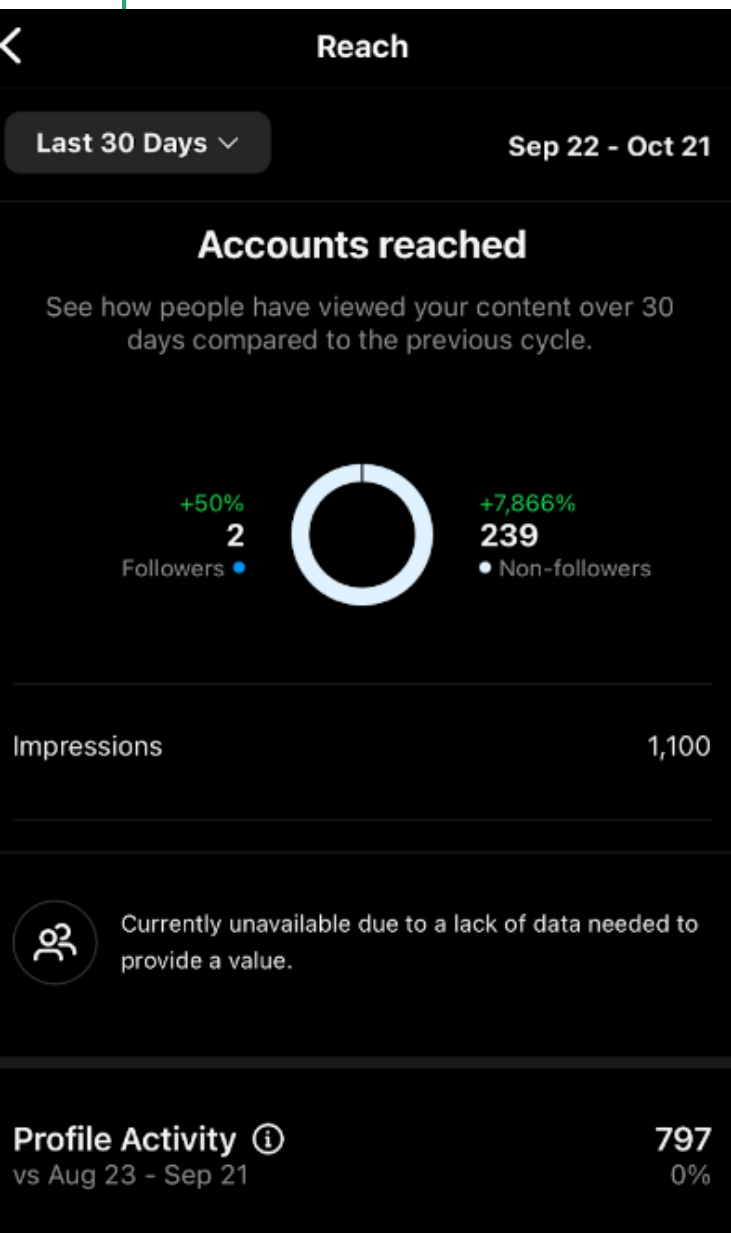 Reach
Last 30 Days
Sep 22 - Oct 21
Accounts reached
See how people have viewed your content over 30
days compared to the previous cycle.
+50%
2
Followers
+7,866%
239
Non-followers
Impressions
1,100
Currently unavailable due to a lack of data needed to
provide a value.
Profile Activity
797
vs Aug 23 - Sep 21
0%